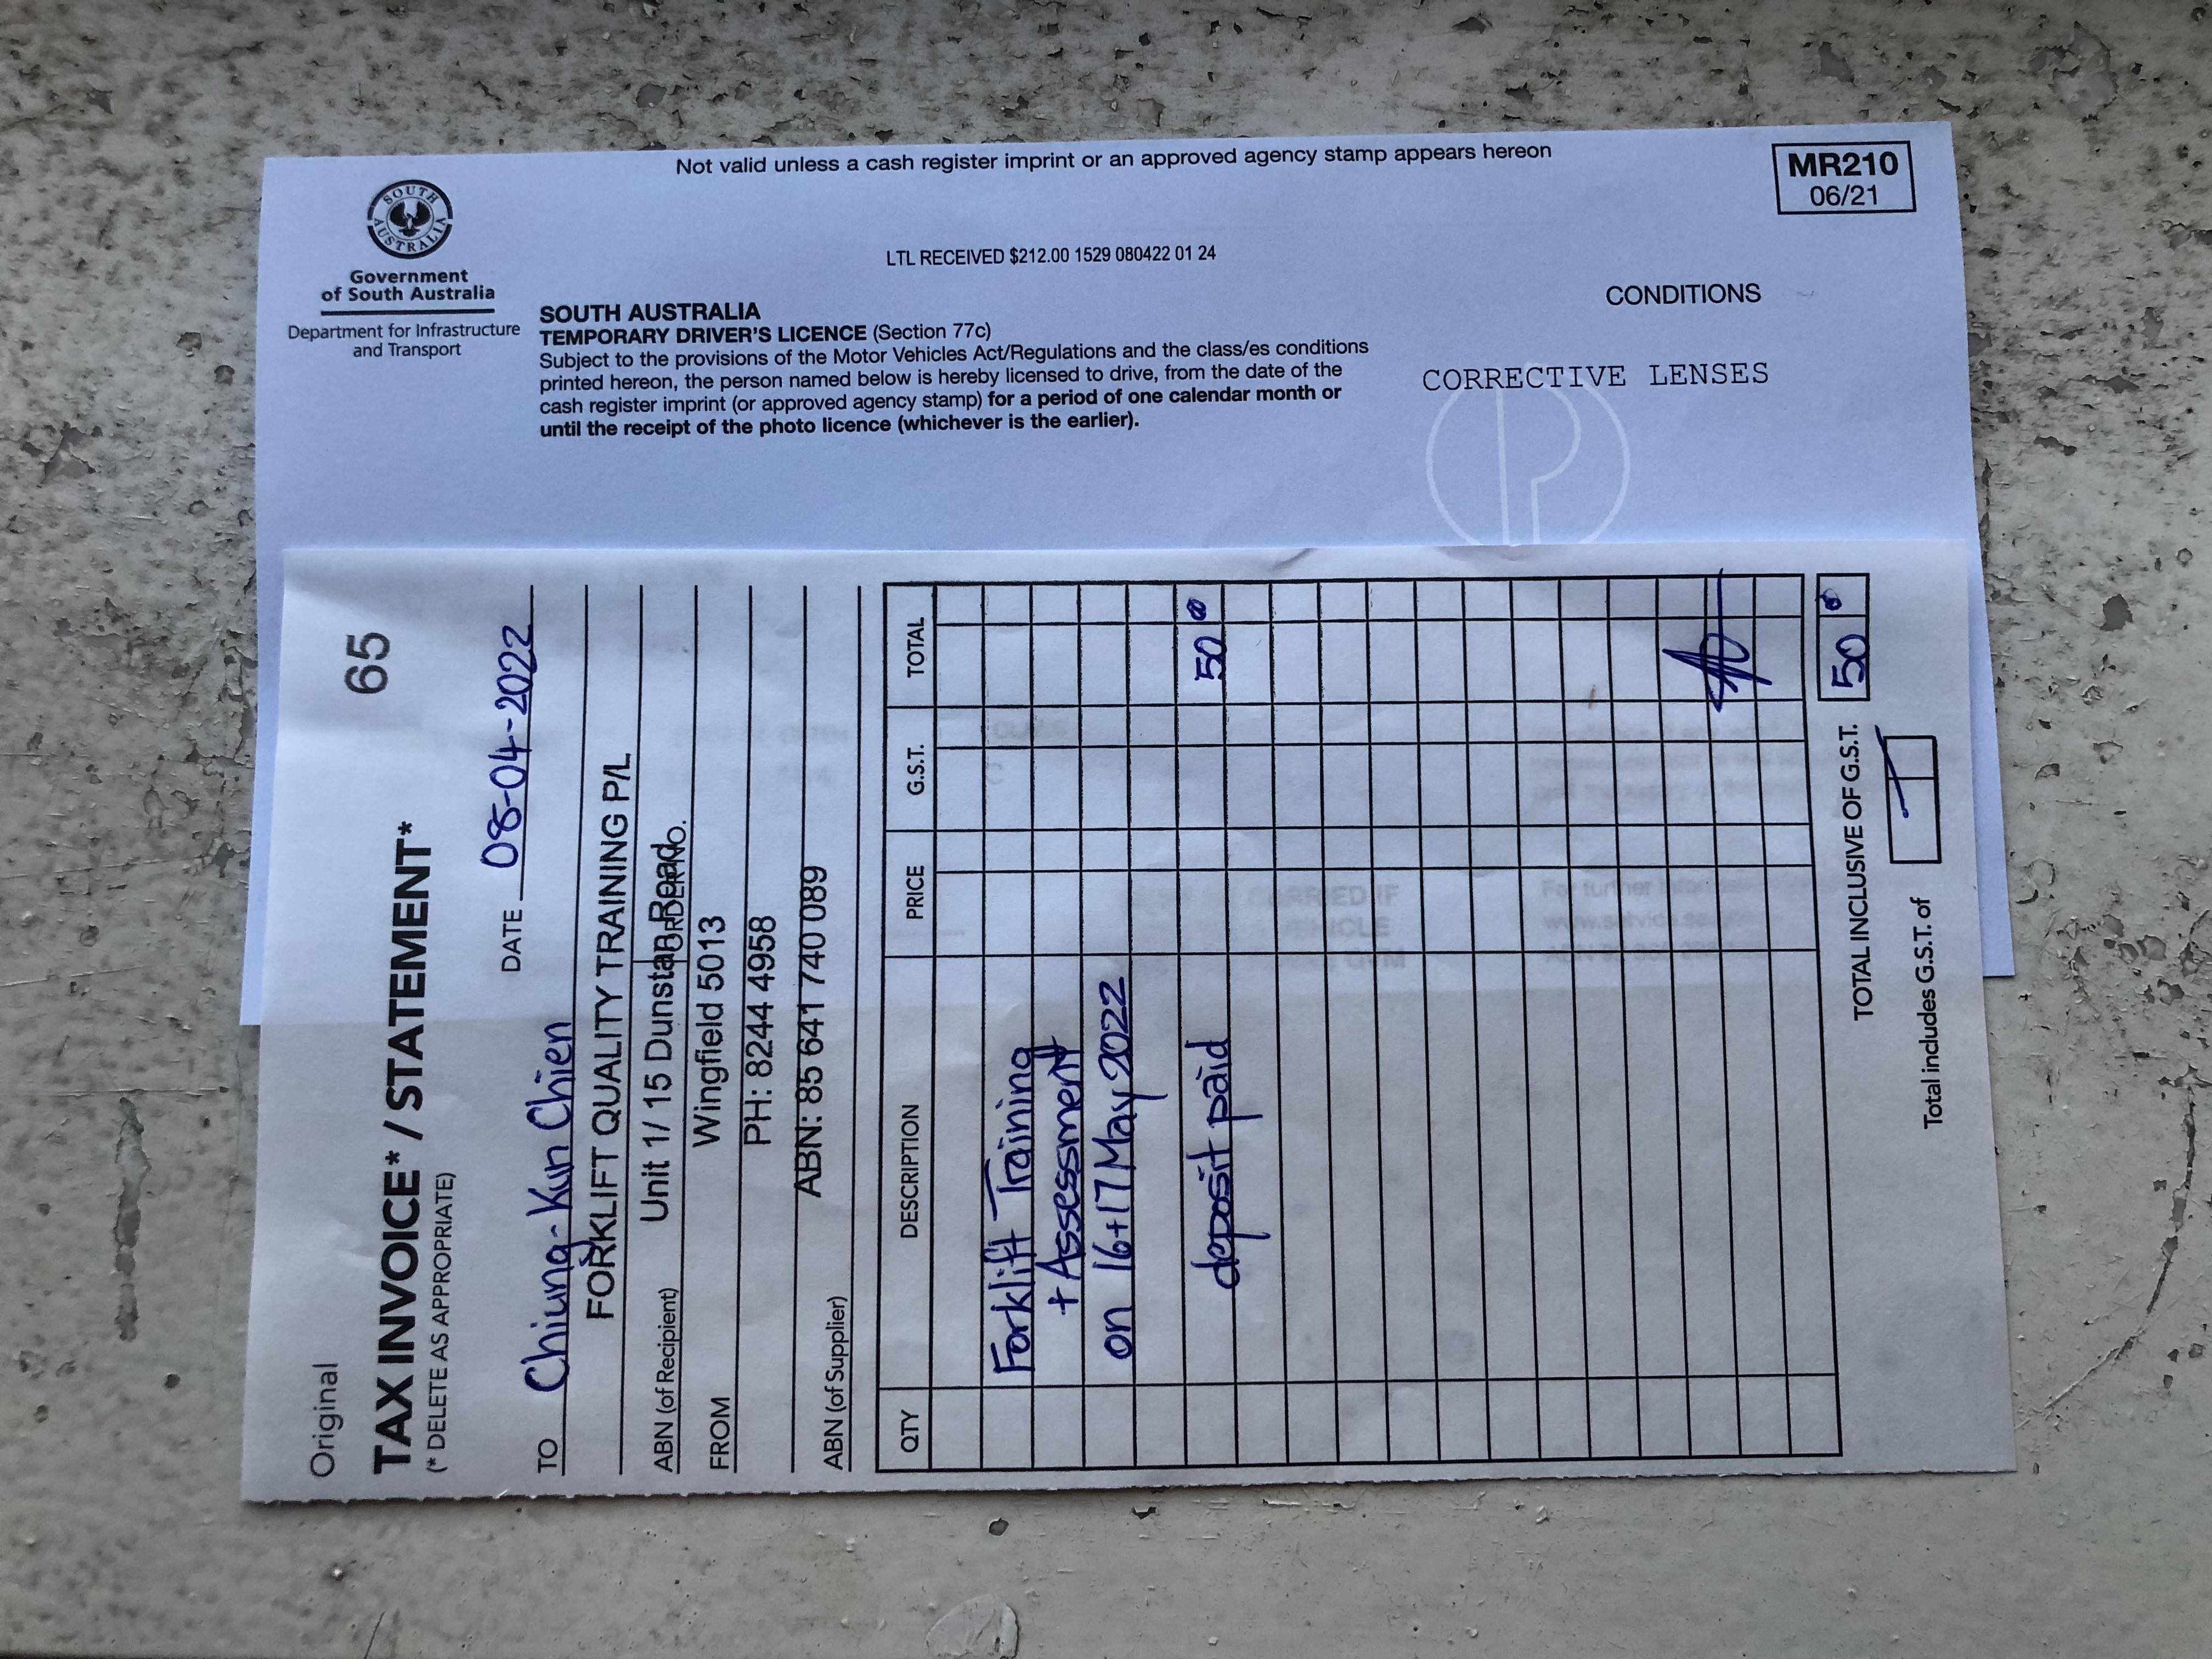 Not valid unless a cash register imprint or an approved agency stamp appears hereon
MR210
06/21
SOUTH AUSTRALIA
Government
of South Australia
Department for Infrastructure
and Transport
LTL RECEIVED $212.00 1529 080422 01 24
SOUTH AUSTRALIA
TEMPORARY DRIVER'S LICENCE (Section 77c)
Subject to the provisions of the Motor Vehicles Act/Regulations and the class/es conditions
printed hereon, the person named below is hereby licensed to drive, from the date of the
cash register imprint (or approved agency stamp) for a period of one calendar month or
until the receipt of the photo licence (whichever is the earlier).
CONDITIONS
CORRECTIVE LENSES
Original
65
TAX INVOICE* / STATEMENT*
(* DELETE AS APPROPRIATE)
DATE 08-04-2022
TO Chiung-Kun Chien
FORKLIFT QUALITY TRAINING P/L
ABN (of Recipient) Unit 1/ 15 Dunstan Road ORDER NO.
FROM Wingfield 5013
PH: 8244 4958
ABN: 85 641 740 089
ABN (of Supplier)
QTY DESCRIPTION PRICE G.S.T. TOTAL
Forklift Training
+ Assessment
on 16+17 May 2022
deposit paid 50 00
TOTAL INCLUSIVE OF G.S.T. 50 0
Total includes G.S.T. of